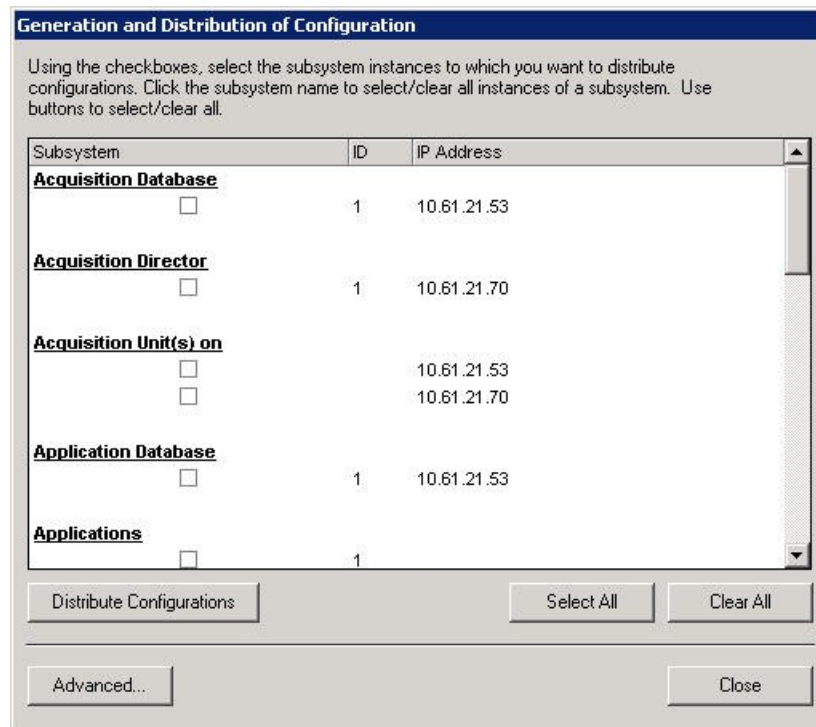 Generation and Distribution of Configuration
Using the checkboxes, select the subsystem instances to which you want to distribute
configurations. Click the subsystem name to select/clear all instances of a subsystem. Use
buttons to select/clear all.
Subsystem ID IP Address
Acquisition Database
1 10.61.21.53
Acquisition Director
1 10.61.21.70
Acquisition Unit(s) on
10.61.21.53
10.61.21.70
Application Database
1 10.61.21.53
Applications
1
Distribute Configurations Select All Clear All
Advanced... Close